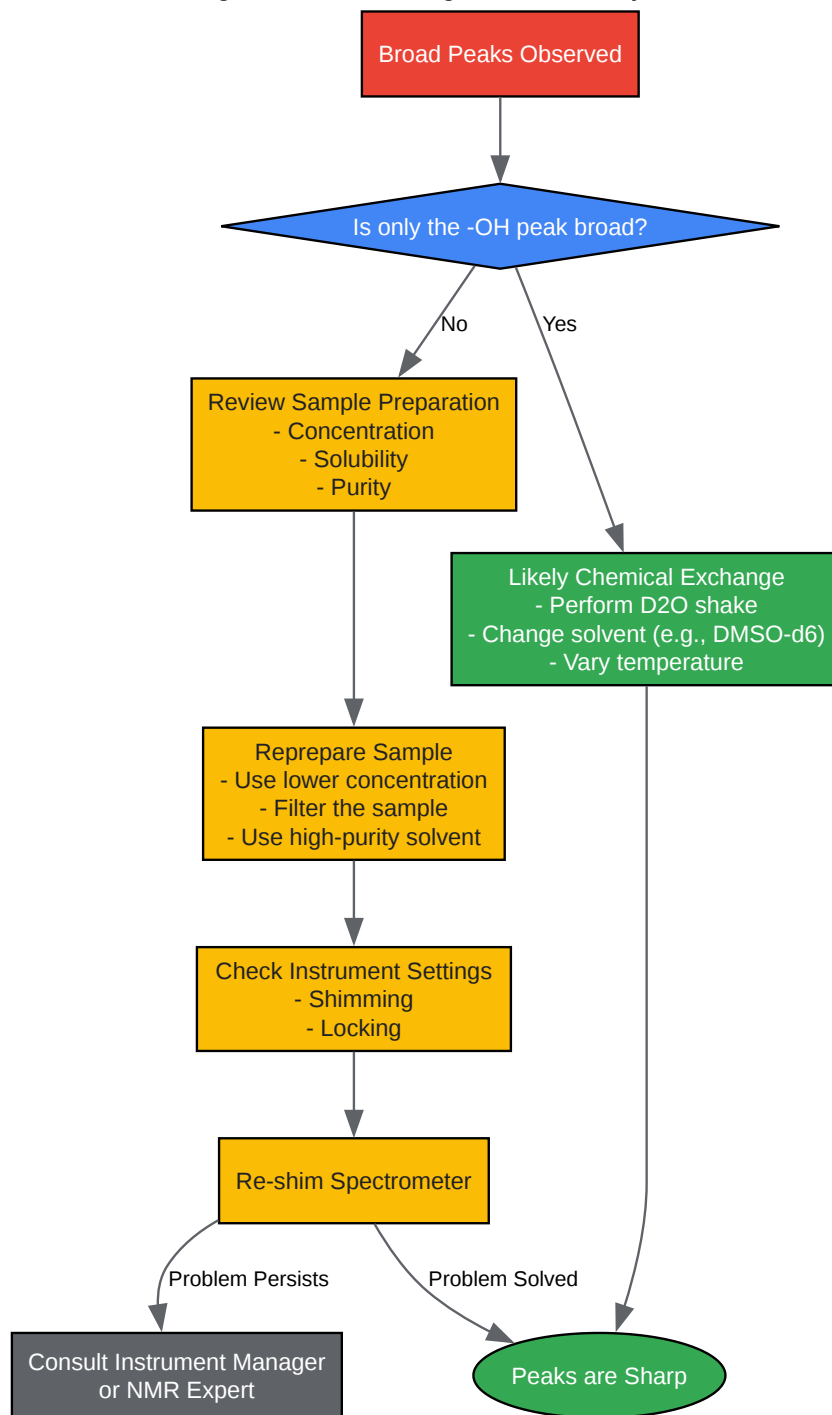 Broad Peaks Observed
Is only the -OH peak broad?
No
Yes
Review Sample Preparation
- Concentration
- Solubility
- Purity
Likely Chemical Exchange
- Perform D2O shake
- Change solvent (e.g., DMSO-d6)
- Vary temperature
Reprepare Sample
- Use lower concentration
- Filter the sample
- Use high-purity solvent
Check Instrument Settings
- Shimming
- Locking
Re-shim Spectrometer
Problem Persists
Problem Solved
Consult Instrument Manager
or NMR Expert
Peaks are Sharp